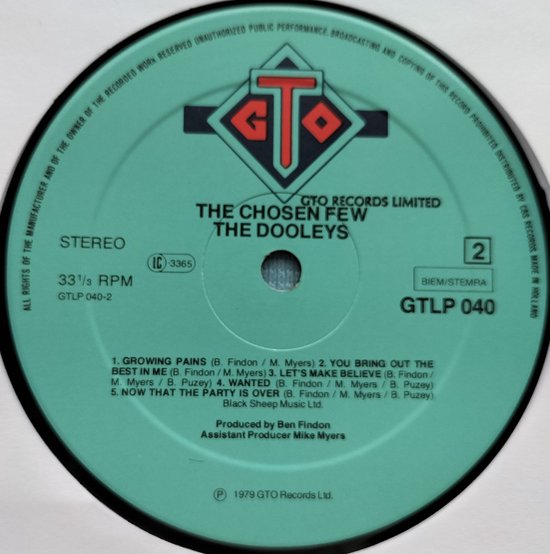 ALL RIGHTS OF THE MANUFACTURER AND OF THE OWNER OF THE RECORDED WORK RESERVED UNAUTHORIZED PUBLIC PERFORMANCE, BROADCASTING AND COPYING OF THIS RECORD PROHIBITED DISTRIBUTED BY CBS RECORDS MADE IN HOLLAND
GTO
GTO RECORDS LIMITED
THE CHOSEN FEW
THE DOOLEYS
STEREO
LC 3365
2
33 1/3 RPM
BIEM/STEMRA
GTLP 040-2
GTLP 040
1. GROWING PAINS (B. Findon / M. Myers) 2. YOU BRING OUT THE
BEST IN ME (B. Findon / M. Myers) 3. LET'S MAKE BELIEVE (B. Findon /
M. Myers / B. Puzey) 4. WANTED (B. Findon / M. Myers / B. Puzey)
5. NOW THAT THE PARTY IS OVER (B. Findon / M. Myers / B. Puzey)
Black Sheep Music Ltd.
Produced by Ben Findon
Assistant Producer Mike Myers
℗ 1979 GTO Records Ltd.